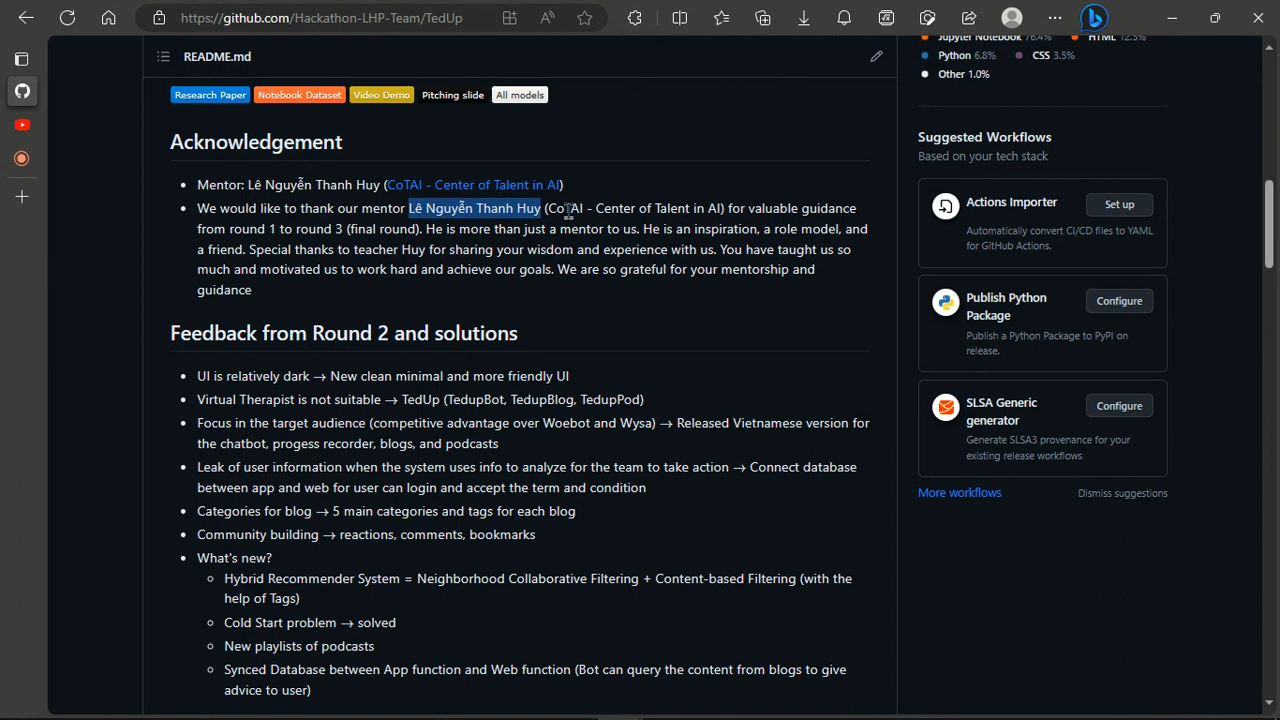 https://github.com/Hackathon-LHP-Team/TedUp
README.md
Jupyter Notebook 76.4% HTML 12.3%
Python 6.8% CSS 3.5%
Other 1.0%
Research Paper Notebook Dataset Video Demo Pitching slide All models
Acknowledgement
Mentor: Lê Nguyễn Thanh Huy (CoTAI - Center of Talent in AI)
We would like to thank our mentor Lê Nguyễn Thanh Huy (CoTAI - Center of Talent in AI) for valuable guidance
from round 1 to round 3 (final round). He is more than just a mentor to us. He is an inspiration, a role model, and
a friend. Special thanks to teacher Huy for sharing your wisdom and experience with us. You have taught us so
much and motivated us to work hard and achieve our goals. We are so grateful for your mentorship and
guidance
Feedback from Round 2 and solutions
UI is relatively dark → New clean minimal and more friendly UI
Virtual Therapist is not suitable → TedUp (TedupBot, TedupBlog, TedupPod)
Focus in the target audience (competitive advantage over Woebot and Wysa) → Released Vietnamese version for
the chatbot, progess recorder, blogs, and podcasts
Leak of user information when the system uses info to analyze for the team to take action → Connect database
between app and web for user can login and accept the term and condition
Categories for blog → 5 main categories and tags for each blog
Community building → reactions, comments, bookmarks
What's new?
Hybrid Recommender System = Neighborhood Collaborative Filtering + Content-based Filtering (with the
help of Tags)
Cold Start problem → solved
New playlists of podcasts
Synced Database between App function and Web function (Bot can query the content from blogs to give
advice to user)
Suggested Workflows
Based on your tech stack
Actions Importer Set up
Automatically convert CI/CD files to YAML
for GitHub Actions.
Publish Python
Package
Configure
Publish a Python Package to PyPI on
release.
SLSA Generic
generator
Configure
Generate SLSA3 provenance for your
existing release workflows
More workflows Dismiss suggestions